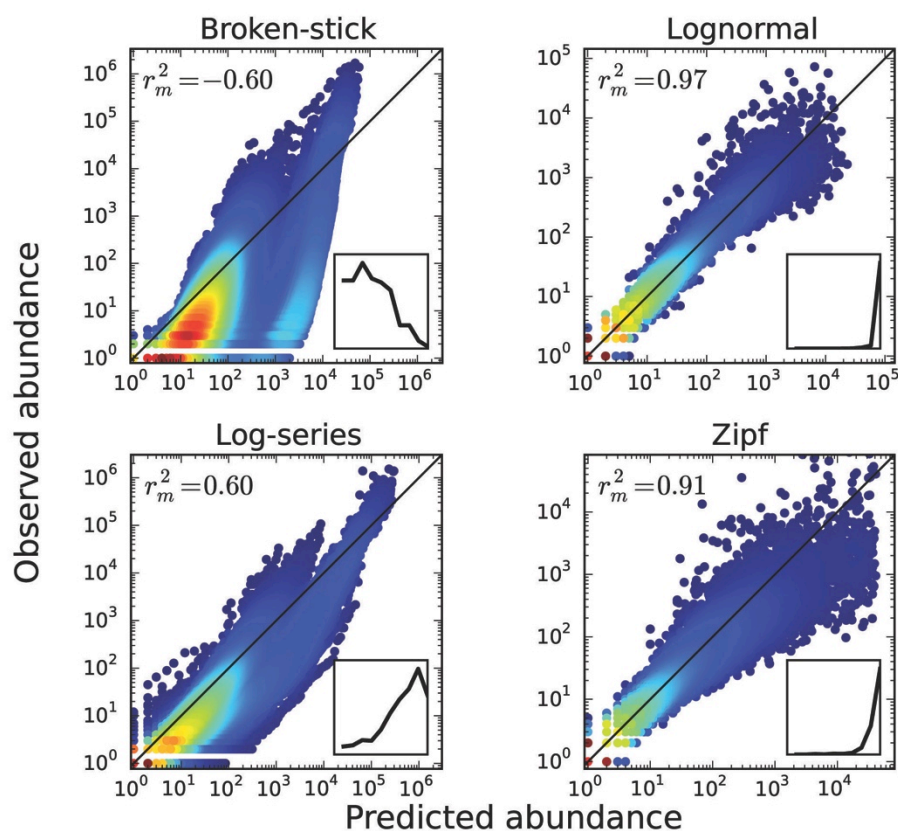 Broken-stick
r²ₘ=−0.60
10⁶
10⁵
10⁴
10³
10²
10¹
10⁰
10⁰ 10¹ 10² 10³ 10⁴ 10⁵ 10⁶
Lognormal
r²ₘ=0.97
10⁵
10⁴
10³
10²
10¹
10⁰
10⁰ 10¹ 10² 10³ 10⁴ 10⁵
Log-series
r²ₘ=0.60
10⁶
10⁵
10⁴
10³
10²
10¹
10⁰
10⁰ 10¹ 10² 10³ 10⁴ 10⁵ 10⁶
Zipf
r²ₘ=0.91
10⁴
10³
10²
10¹
10⁰
10⁰ 10¹ 10² 10³ 10⁴
Observed abundance
Predicted abundance